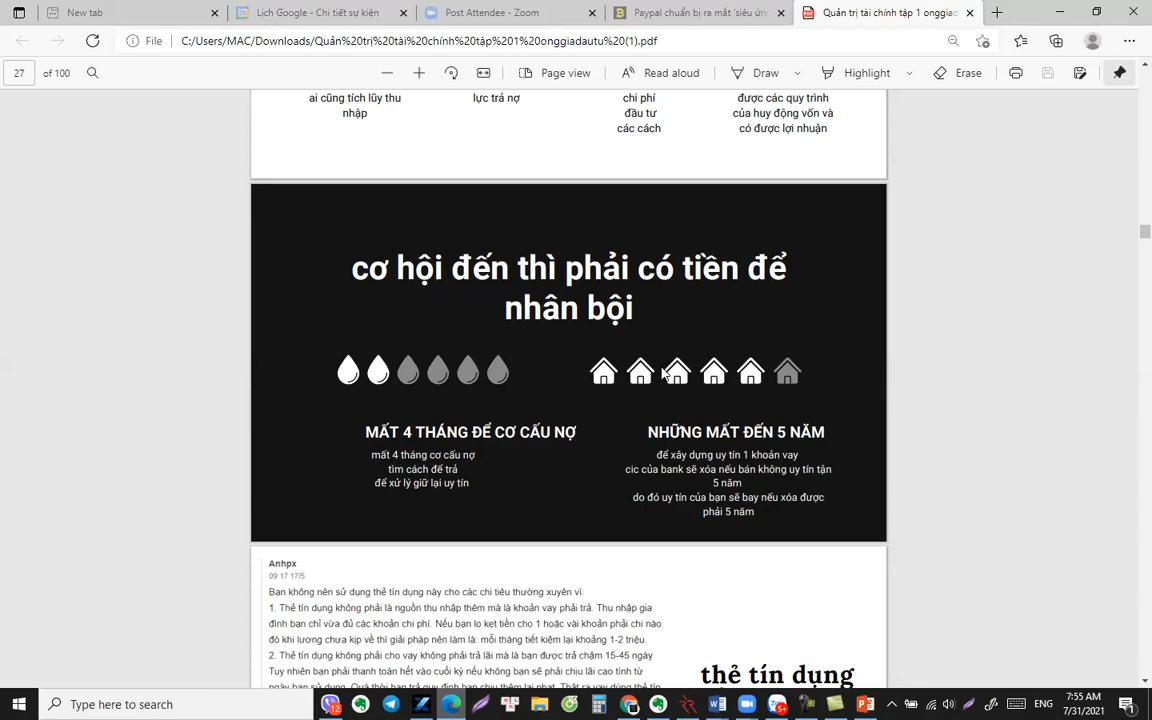 New tab
Lịch Google - Chi tiết sự kiện
Post Attendee - Zoom
Paypal chuẩn bị ra mắt 'siêu ứng
Quản trị tài chính tập 1 onggiad
File
C:/Users/MAC/Downloads/Quản%20trị%20tài%20chính%20tập%201%20onggiadautu%20(1).pdf
27
of 100
Page view
Read aloud
Draw
Highlight
Erase
ai cũng tích lũy thu
nhập
lực trả nợ
chi phí
đầu tư
các cách
được các quy trình
của huy động vốn và
có được lợi nhuận
cơ hội đến thì phải có tiền để
nhân bội
MẤT 4 THÁNG ĐỂ CƠ CẤU NỢ
mất 4 tháng cơ cấu nợ
tìm cách để trả
để xử lý giữ lại uy tín
NHỮNG MẤT ĐẾN 5 NĂM
để xây dựng uy tín 1 khoản vay
cic của bank sẽ xóa nếu bán không uy tín tận
5 năm
do đó uy tín của bạn sẽ bay nếu xóa được
phải 5 năm
Anhpx
09:17 17/5
Bạn không nên sử dụng thẻ tín dụng này cho các chi tiêu thường xuyên vì:
1. Thẻ tín dụng không phải là nguồn thu nhập thêm mà là khoản vay phải trả. Thu nhập gia
đình bạn chỉ vừa đủ các khoản chi phí. Nếu bạn lo kẹt tiền cho 1 hoặc vài khoản phải chi nào
đó khi lương chưa kịp về thì giải pháp nên làm là: mỗi tháng tiết kiệm lại khoảng 1-2 triệu.
2. Thẻ tín dụng không phải cho vay không phải trả lãi mà là bạn được trả chậm 15-45 ngày.
Tuy nhiên bạn phải thanh toán hết vào cuối kỳ nếu không bạn sẽ phải chịu lãi cao tính từ
thẻ tín dụng
Type here to search
12
5+
ENG
7:55 AM
7/31/2021
1